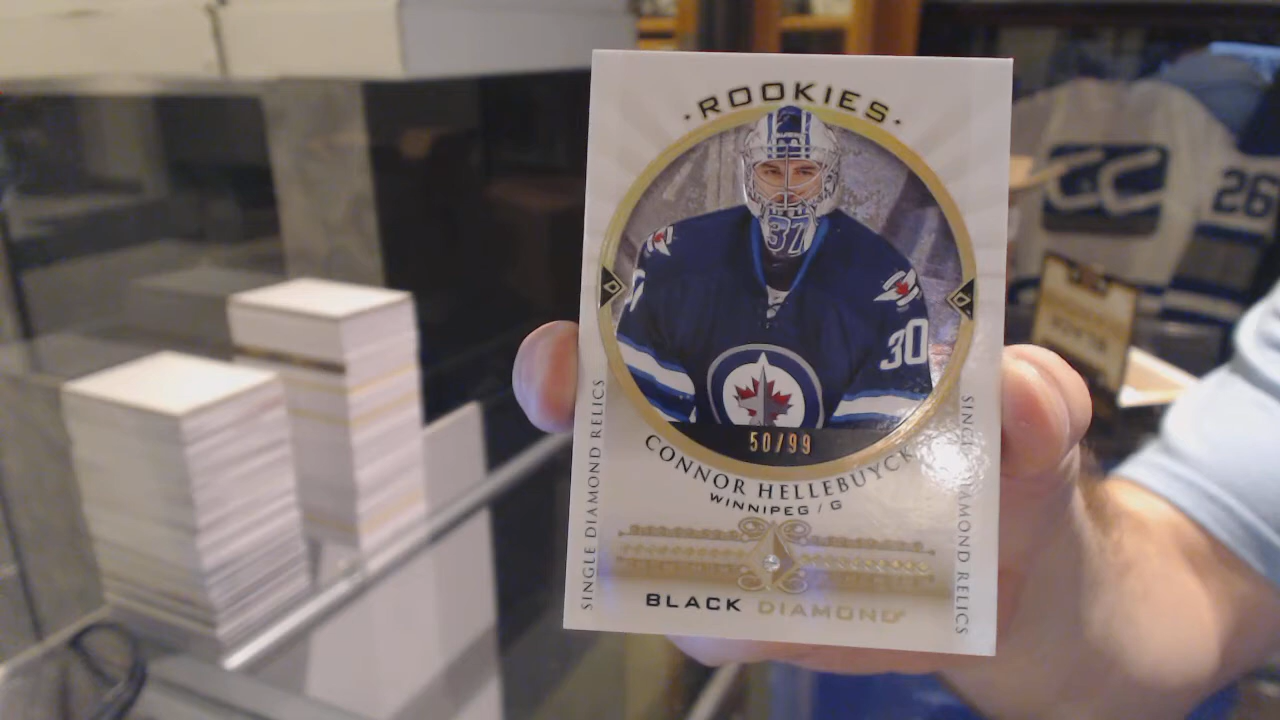 ·ROOKIES·
37
30
50/99
CONNOR HELLEBUYCK
WINNIPEG / G
SINGLE DIAMOND RELICS
SINGLE DIAMOND RELICS
BLACK DIAMOND
26